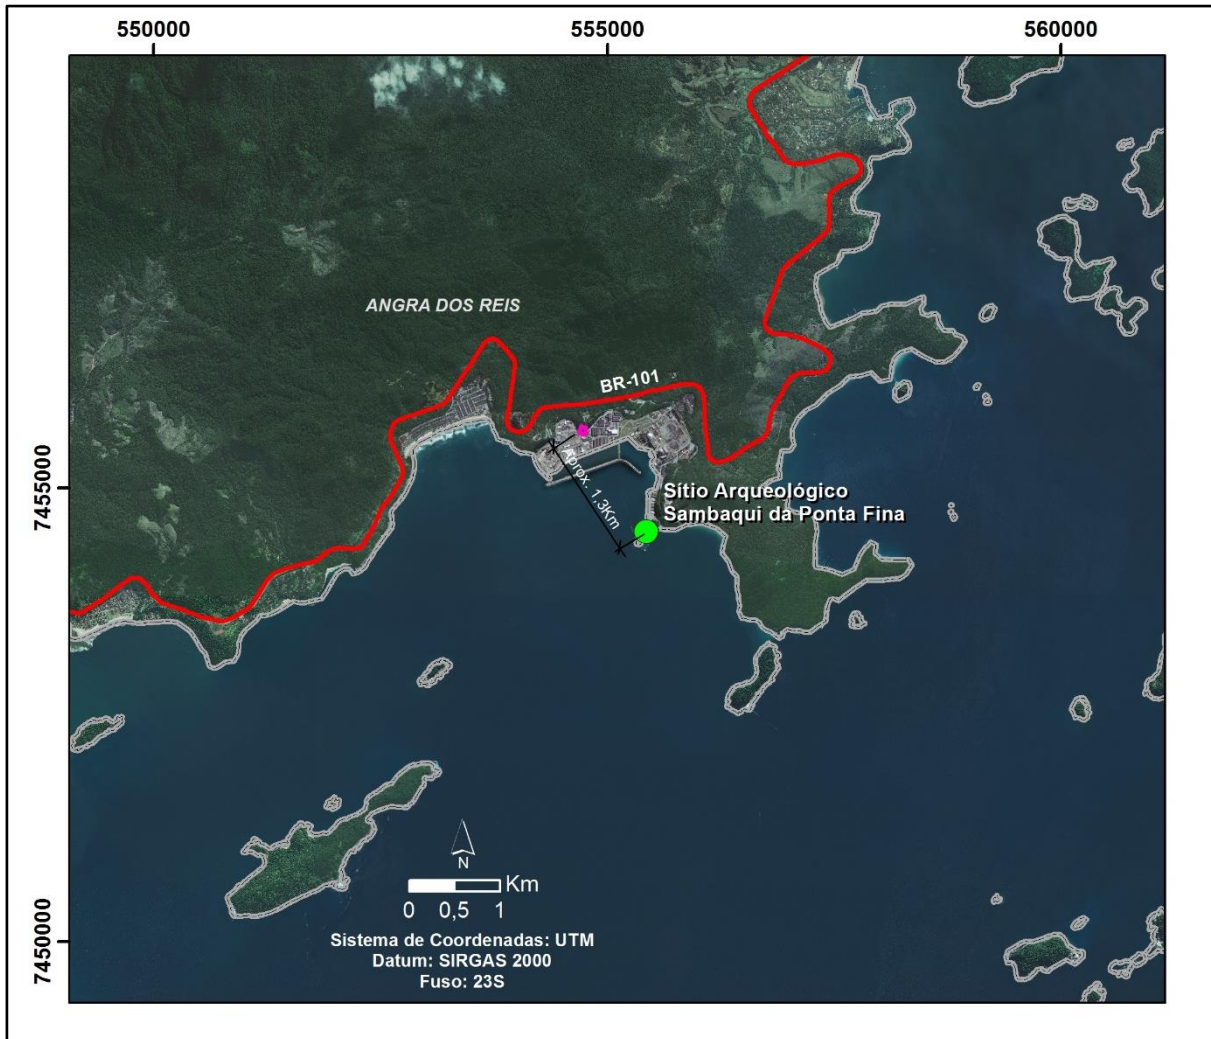 550000
555000
560000
ANGRA DOS REIS
BR-101
7455000
Aprox. 1,3Km
Sítio Arqueológico
Sambaqui da Ponta Fina
N
Km
0 0,5 1
7450000
Sistema de Coordenadas: UTM
Datum: SIRGAS 2000
Fuso: 23S